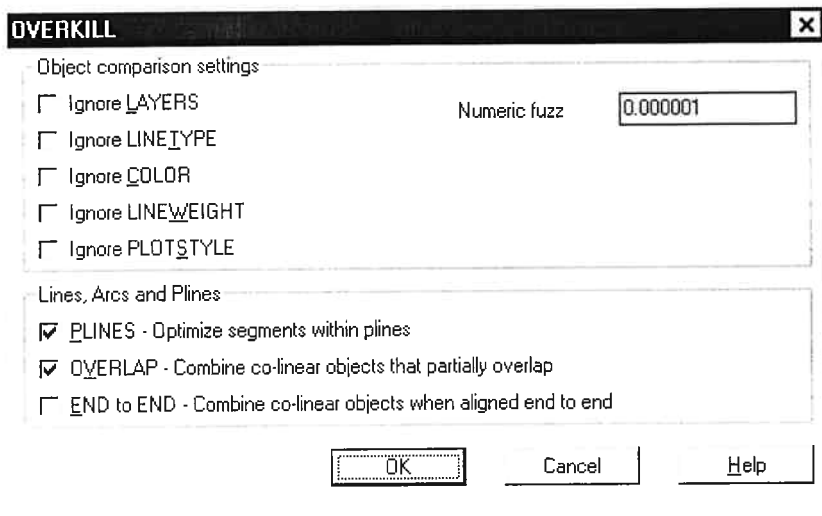 OVERKILL
Object comparison settings
Ignore LAYERS
Numeric fuzz 0.000001
Ignore LINETYPE
Ignore COLOR
Ignore LINEWEIGHT
Ignore PLOTSTYLE
Lines, Arcs and Plines
PLINES - Optimize segments within plines
OVERLAP - Combine co-linear objects that partially overlap
END to END - Combine co-linear objects when aligned end to end
OK Cancel Help